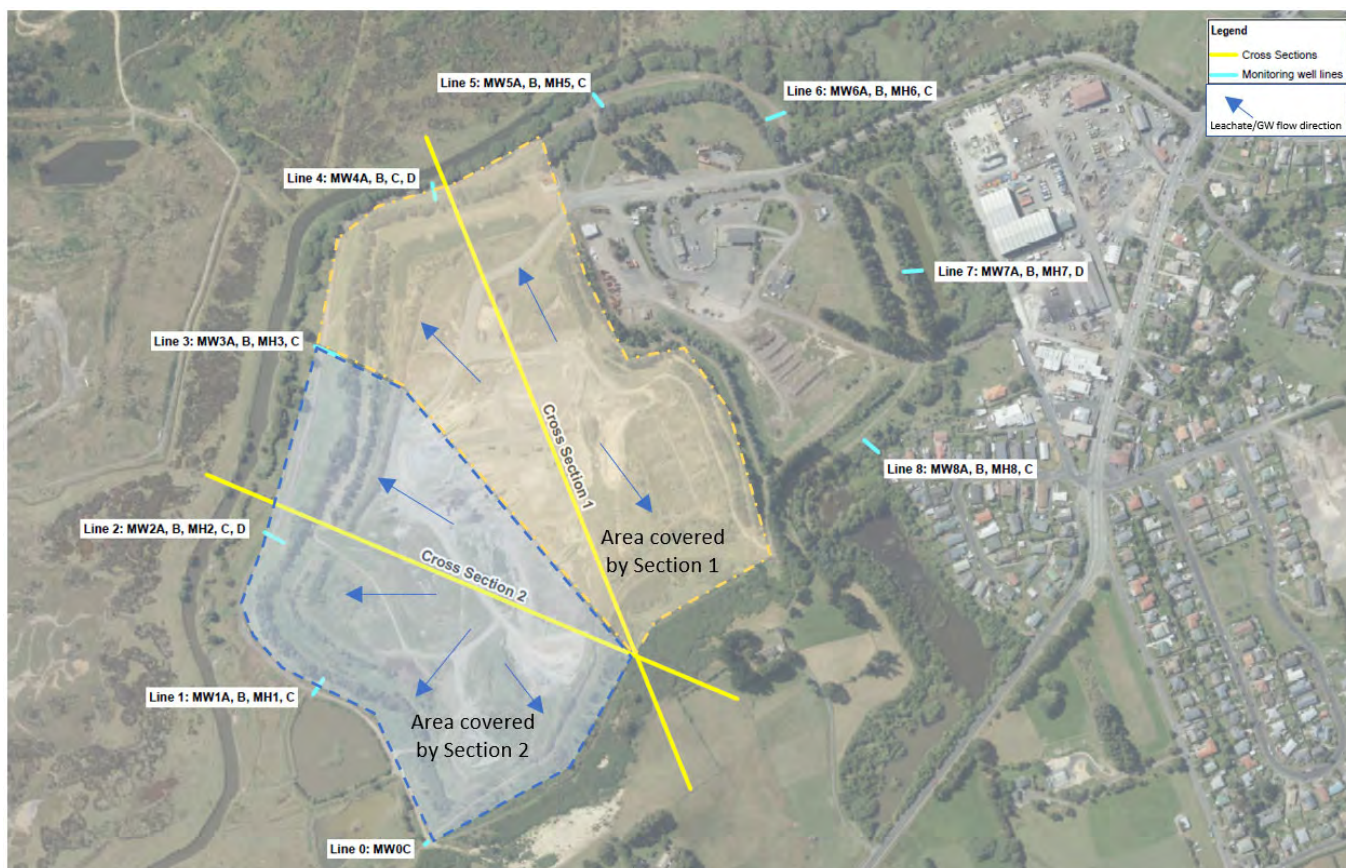 Legend
Cross Sections
Monitoring well lines
Leachate/GW flow direction
Line 5: MW5A, B, MH5, C
Line 6: MW6A, B, MH6, C
Line 4: MW4A, B, C, D
Line 7: MW7A, B, MH7, D
Line 3: MW3A, B, MH3, C
Cross Section 1
Line 8: MW8A, B, MH8, C
Line 2: MW2A, B, MH2, C, D
Cross Section 2
Area covered
by Section 1
Line 1: MW1A, B, MH1, C
Area covered
by Section 2
Line 0: MW0C